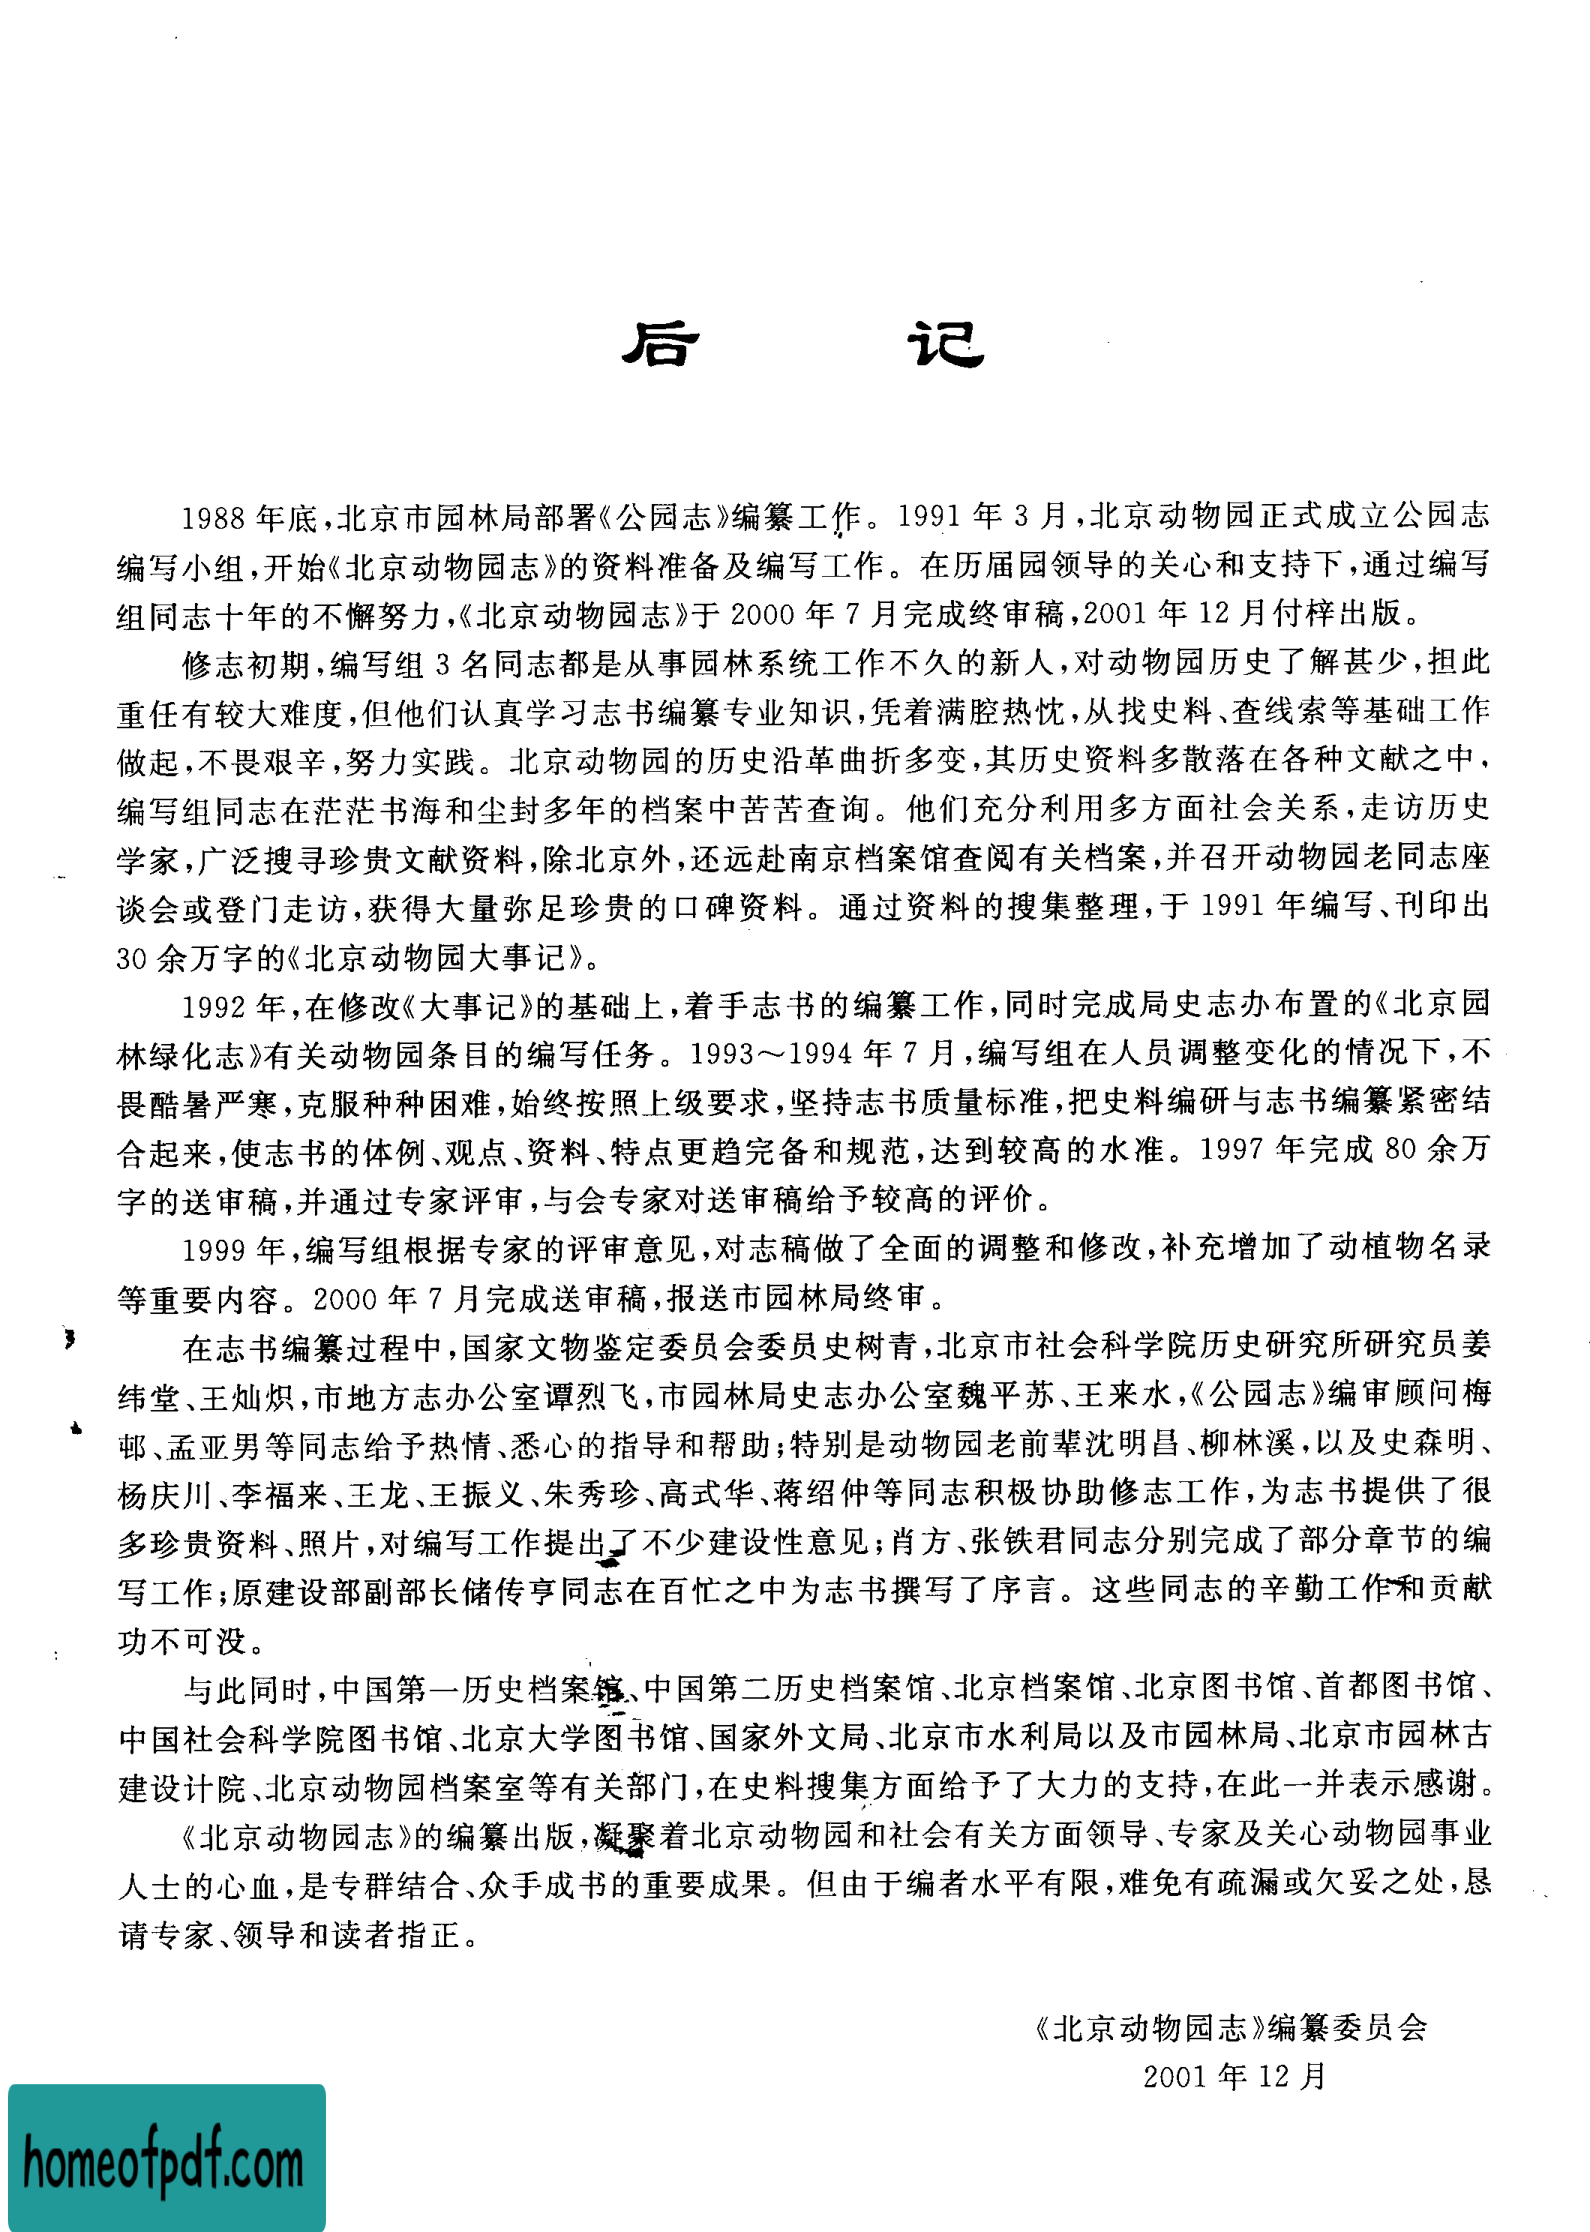 后 记
1988 年底,北京市园林局部署《公园志》编纂工作。1991 年 3 月,北京动物园正式成立公园志
编写小组,开始《北京动物园志》的资料准备及编写工作。在历届园领导的关心和支持下,通过编写
组同志十年的不懈努力,《北京动物园志》于 2000 年 7 月完成终审稿,2001 年 12 月付梓出版。
修志初期,编写组 3 名同志都是从事园林系统工作不久的新人,对动物园历史了解甚少,担此
重任有较大难度,但他们认真学习志书编纂专业知识,凭着满腔热忱,从找史料、查线索等基础工作
做起,不畏艰辛,努力实践。北京动物园的历史沿革曲折多变,其历史资料多散落在各种文献之中,
编写组同志在茫茫书海和尘封多年的档案中苦苦查询。他们充分利用多方面社会关系,走访历史
学家,广泛搜寻珍贵文献资料,除北京外,还远赴南京档案馆查阅有关档案,并召开动物园老同志座
谈会或登门走访,获得大量弥足珍贵的口碑资料。通过资料的搜集整理,于 1991 年编写、刊印出
30 余万字的《北京动物园大事记》。
1992 年,在修改《大事记》的基础上,着手志书的编纂工作,同时完成局史志办布置的《北京园
林绿化志》有关动物园条目的编写任务。1993～1994 年 7 月,编写组在人员调整变化的情况下,不
畏酷暑严寒,克服种种困难,始终按照上级要求,坚持志书质量标准,把史料编研与志书编纂紧密结
合起来,使志书的体例、观点、资料、特点更趋完备和规范,达到较高的水准。1997 年完成 80 余万
字的送审稿,并通过专家评审,与会专家对送审稿给予较高的评价。
1999 年,编写组根据专家的评审意见,对志稿做了全面的调整和修改,补充增加了动植物名录
等重要内容。2000 年 7 月完成送审稿,报送市园林局终审。
在志书编纂过程中,国家文物鉴定委员会委员史树青,北京市社会科学院历史研究所研究员姜
纬堂、王灿炽,市地方志办公室谭烈飞,市园林局史志办公室魏平苏、王来水,《公园志》编审顾问梅
邨、孟亚男等同志给予热情、悉心的指导和帮助;特别是动物园老前辈沈明昌、柳林溪,以及史森明、
杨庆川、李福来、王龙、王振义、朱秀珍、高式华、蒋绍仲等同志积极协助修志工作,为志书提供了很
多珍贵资料、照片,对编写工作提出了不少建设性意见;肖方、张铁君同志分别完成了部分章节的编
写工作;原建设部副部长储传亨同志在百忙之中为志书撰写了序言。这些同志的辛勤工作和贡献
功不可没。
与此同时,中国第一历史档案馆、中国第二历史档案馆、北京档案馆、北京图书馆、首都图书馆、
中国社会科学院图书馆、北京大学图书馆、国家外文局、北京市水利局以及市园林局、北京市园林古
建设计院、北京动物园档案室等有关部门,在史料搜集方面给予了大力的支持,在此一并表示感谢。
《北京动物园志》的编纂出版,凝聚着北京动物园和社会有关方面领导、专家及关心动物园事业
人士的心血,是专群结合、众手成书的重要成果。但由于编者水平有限,难免有疏漏或欠妥之处,恳
请专家、领导和读者指正。
《北京动物园志》编纂委员会
2001 年 12 月
homeofpdf.com